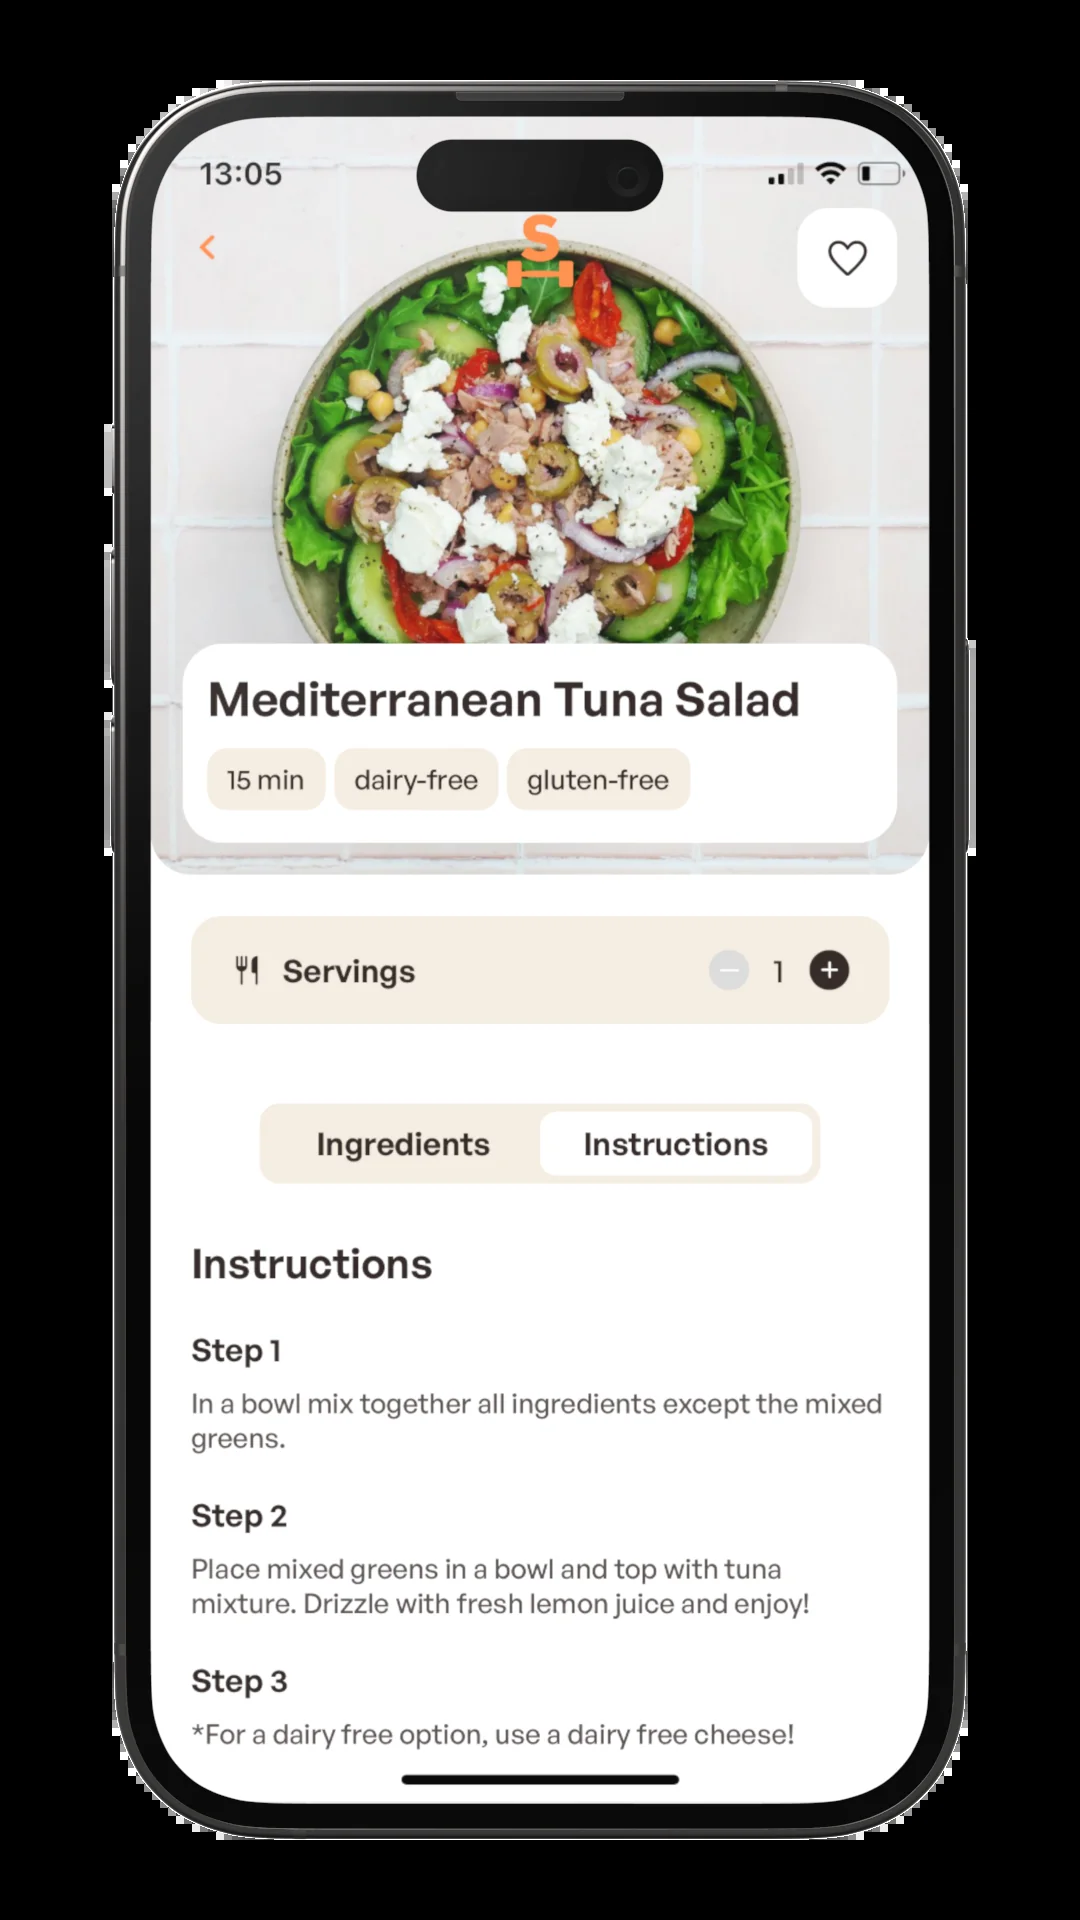 13:05
S
Mediterranean Tuna Salad
15 min dairy-free gluten-free
Servings 1
Ingredients Instructions
Instructions
Step 1
In a bowl mix together all ingredients except the mixed
greens.
Step 2
Place mixed greens in a bowl and top with tuna
mixture. Drizzle with fresh lemon juice and enjoy!
Step 3
*For a dairy free option, use a dairy free cheese!